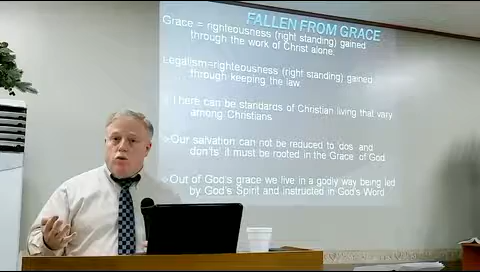 FALLEN FROM GRACE
Grace = righteousness (right standing) gained
through the work of Christ alone.
Legalism=righteousness (right standing) gained
through keeping the law.
There can be standards of Christian living that vary
among Christians
Our salvation can not be reduced to 'dos' and
don'ts' it must be rooted in the Grace of God
Out of God's grace we live in a godly way being led
by God's Spirit and instructed in God's Word